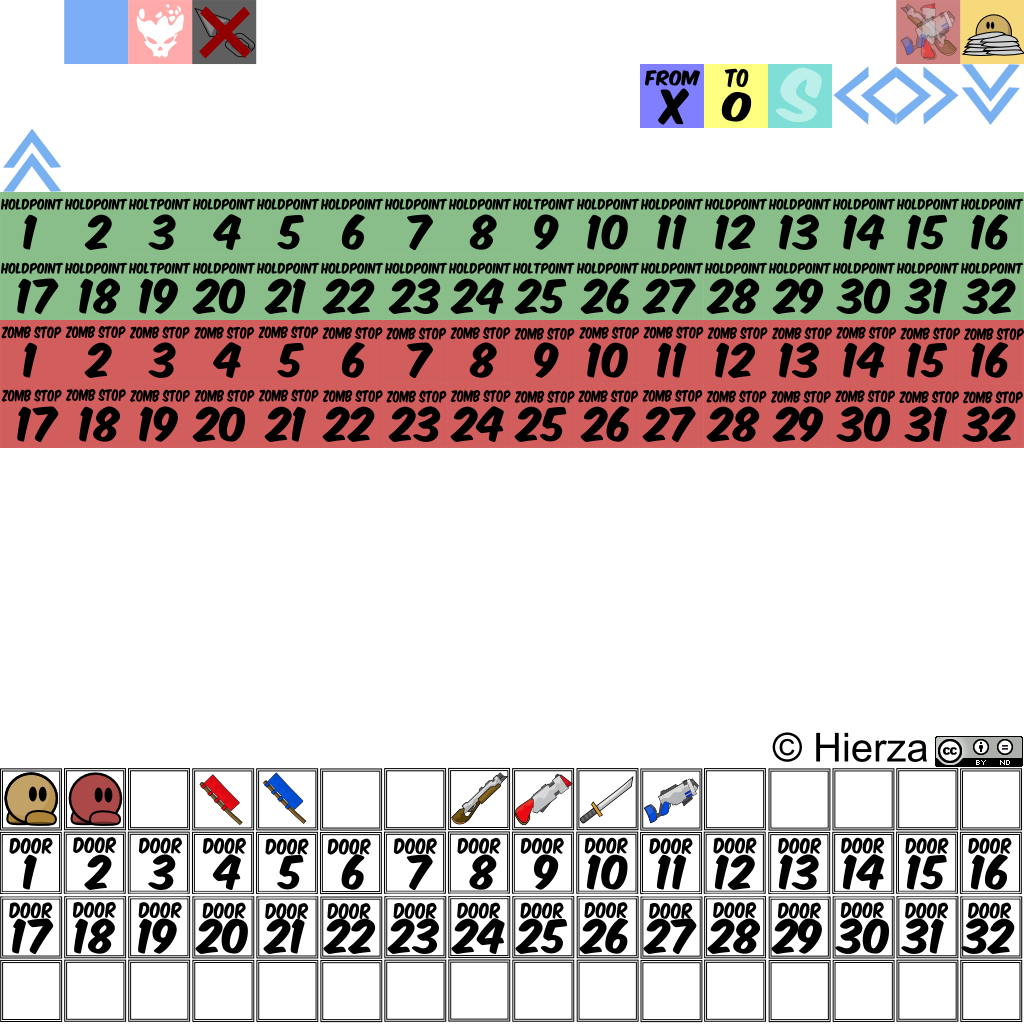 FROM TO
X O S
HOLDPOINT HOLDPOINT HOLTPOINT HOLDPOINT HOLDPOINT HOLDPOINT HOLDPOINT HOLDPOINT HOLTPOINT HOLDPOINT HOLDPOINT HOLDPOINT HOLDPOINT HOLDPOINT HOLDPOINT HOLDPOINT
1 2 3 4 5 6 7 8 9 10 11 12 13 14 15 16
HOLDPOINT HOLDPOINT HOLTPOINT HOLDPOINT HOLDPOINT HOLDPOINT HOLDPOINT HOLDPOINT HOLTPOINT HOLDPOINT HOLDPOINT HOLDPOINT HOLDPOINT HOLDPOINT HOLDPOINT HOLDPOINT
17 18 19 20 21 22 23 24 25 26 27 28 29 30 31 32
ZOMB STOP ZOMB STOP ZOMB STOP ZOMB STOP ZOMB STOP ZOMB STOP ZOMB STOP ZOMB STOP ZOMB STOP ZOMB STOP ZOMB STOP ZOMB STOP ZOMB STOP ZOMB STOP ZOMB STOP ZOMB STOP
1 2 3 4 5 6 7 8 9 10 11 12 13 14 15 16
ZOMB STOP ZOMB STOP ZOMB STOP ZOMB STOP ZOMB STOP ZOMB STOP ZOMB STOP ZOMB STOP ZOMB STOP ZOMB STOP ZOMB STOP ZOMB STOP ZOMB STOP ZOMB STOP ZOMB STOP ZOMB STOP
17 18 19 20 21 22 23 24 25 26 27 28 29 30 31 32
© Hierza cc
BY ND
DOOR DOOR DOOR DOOR DOOR DOOR DOOR DOOR DOOR DOOR DOOR DOOR DOOR DOOR DOOR DOOR
1 2 3 4 5 6 7 8 9 10 11 12 13 14 15 16
DOOR DOOR DOOR DOOR DOOR DOOR DOOR DOOR DOOR DOOR DOOR DOOR DOOR DOOR DOOR DOOR
17 18 19 20 21 22 23 24 25 26 27 28 29 30 31 32